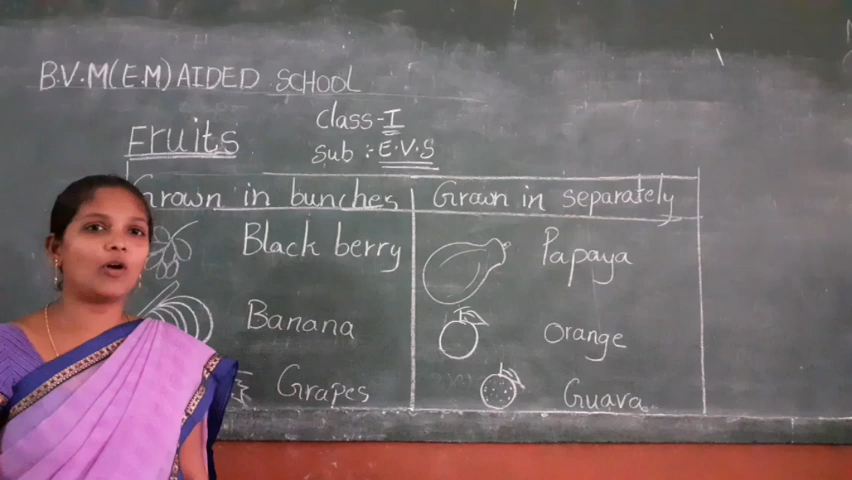 B.V.M(E.M) AIDED SCHOOL
Class-I
Fruits
Sub :- E.V.S
Grown in bunches
Grown in separately
Black berry
Papaya
Banana
Orange
Grapes
Guava